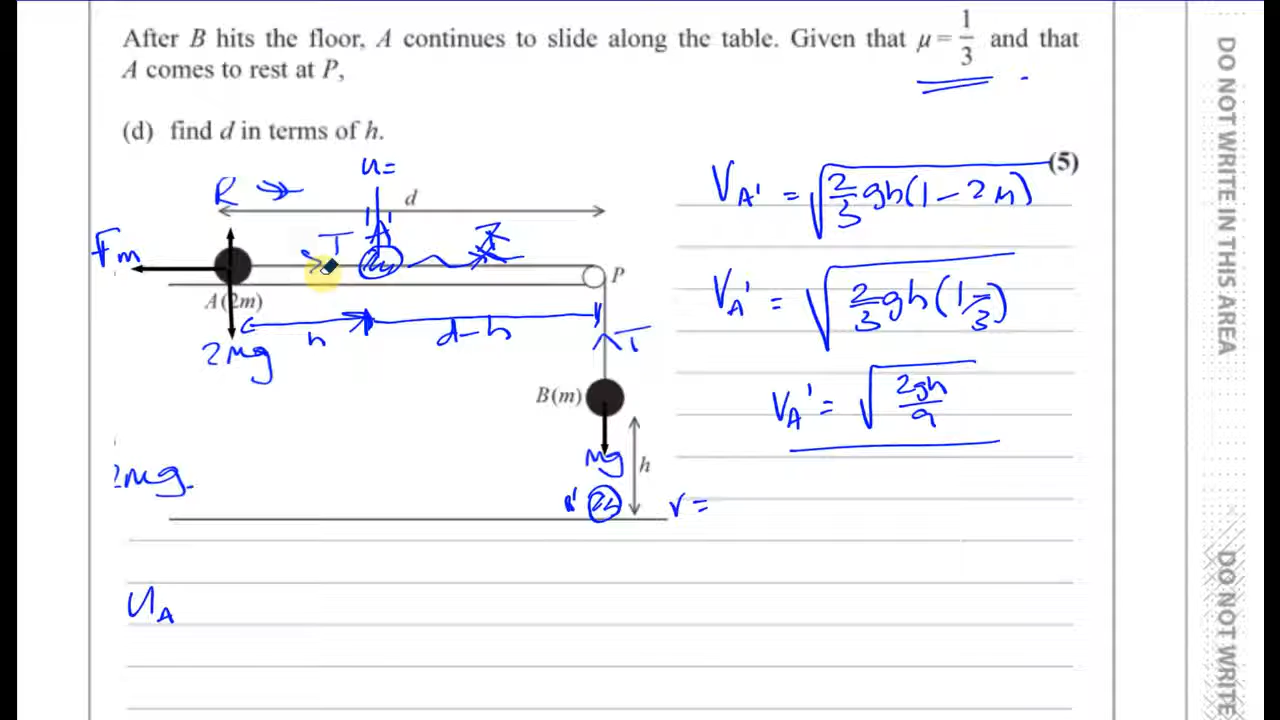 After B hits the floor, A continues to slide along the table. Given that μ = 1/3 and that
A comes to rest at P,
(d) find d in terms of h.
(5)
u=
R
d
V_A' = √(2/3 gh(1 - 2μ))
Fm
T
A'
P
A(2m)
V_A' = √(2/3 gh(1/3))
h
d-h
T
2mg
B(m)
V_A' = √(2gh/9)
mg
h
2mg.
B'
v=
U_A
DO NOT WRITE IN THIS AREA
DO NOT WRITE